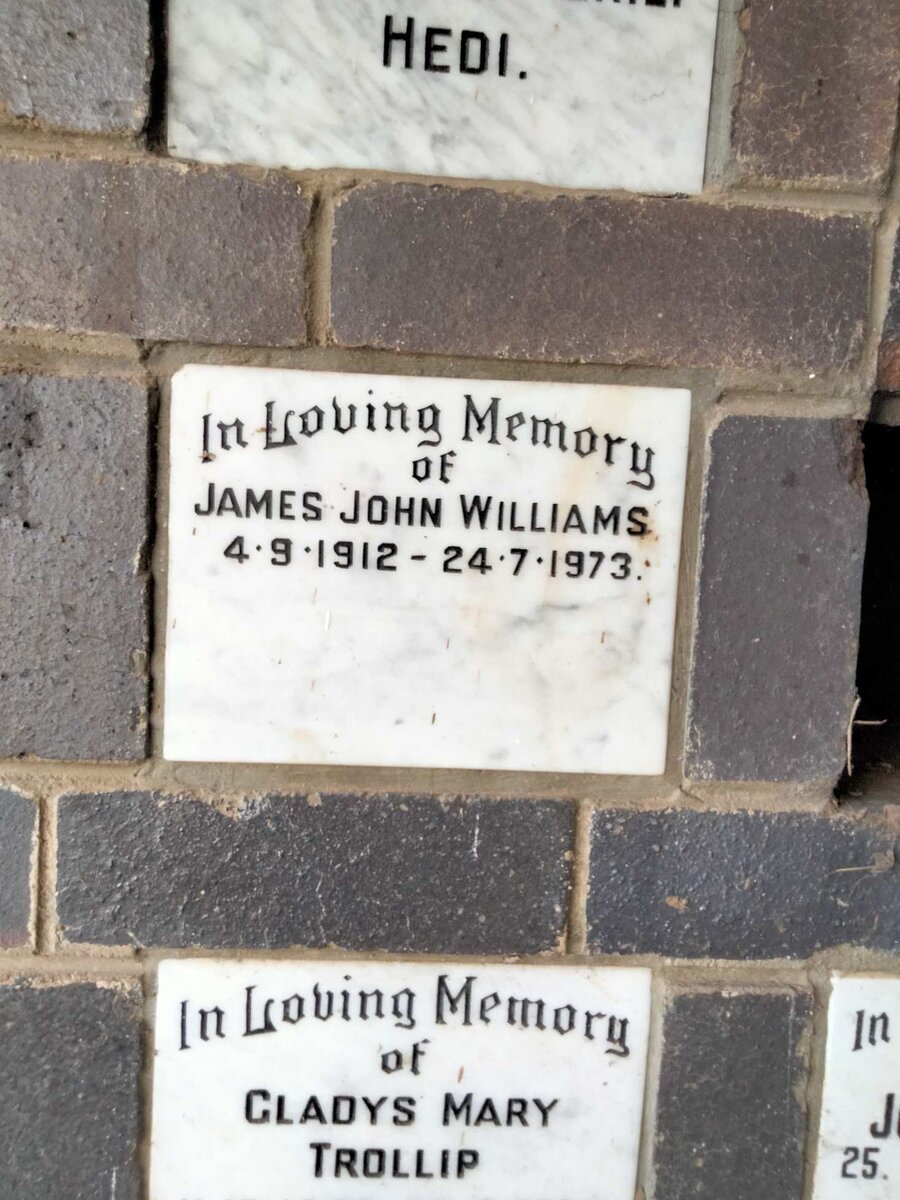 HEDI.
In Loving Memory
of
JAMES JOHN WILLIAMS
4·9·1912 - 24·7·1973.
In Loving Memory
of
GLADYS MARY
TROLLIP
In
25.